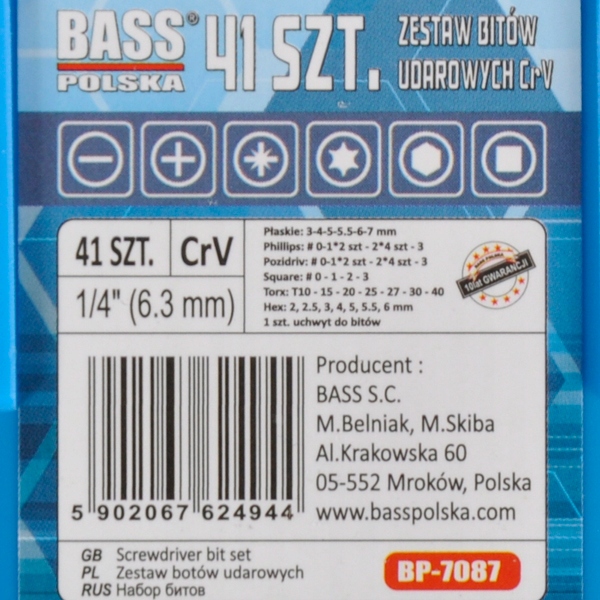 BASS®
POLSKA
41 SZT.
ZESTAW BITÓW
UDAROWYCH CrV
41 SZT.
CrV
1/4" (6.3 mm)
Płaskie: 3-4-5-5.5-6-7 mm
Phillips: # 0-1*2 szt - 2*4 szt - 3
Pozidriv: # 0-1*2 szt - 2*4 szt - 3
Square: # 0 - 1 - 2 - 3
Torx: T10 - 15 - 20 - 25 - 27 - 30 - 40
Hex: 2, 2.5, 3, 4, 5, 5.5, 6 mm
1 szt. uchwyt do bitów
BASS POLSKA
10 lat GWARANCJI
Producent :
BASS S.C.
M.Belniak, M.Skiba
Al.Krakowska 60
05-552 Mroków, Polska
www.basspolska.com
5 902067 624944
GB Screwdriver bit set
PL Zestaw botów udarowych
RUS Набор битов
BP-7087